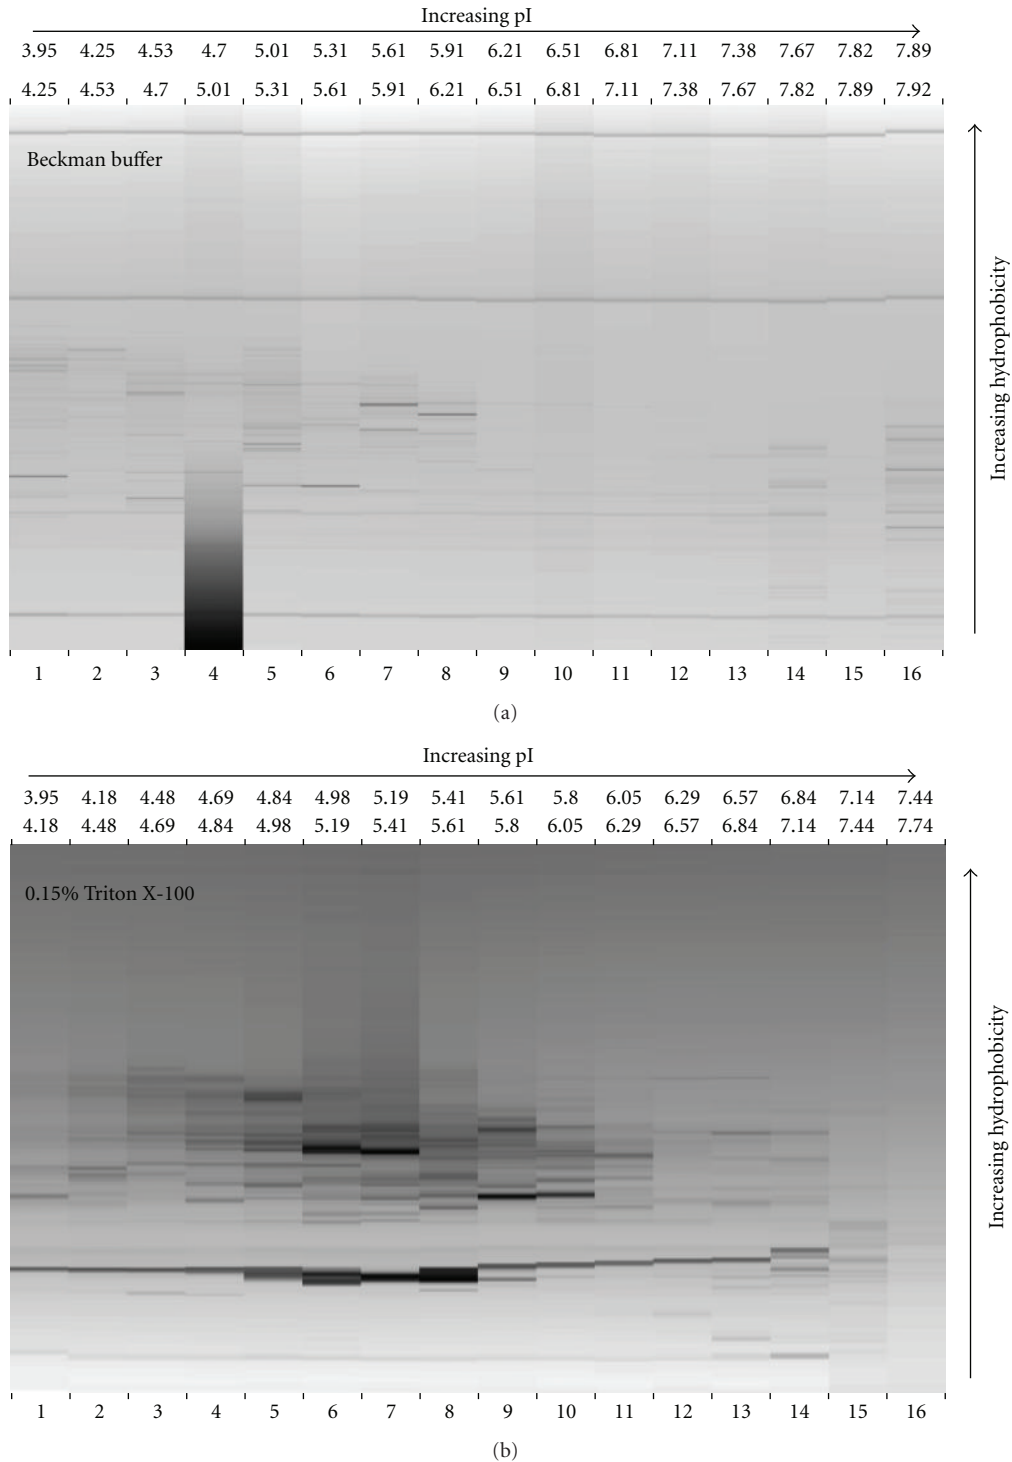 Increasing pI
3.95 4.25 4.53 4.7 5.01 5.31 5.61 5.91 6.21 6.51 6.81 7.11 7.38 7.67 7.82 7.89
4.25 4.53 4.7 5.01 5.31 5.61 5.91 6.21 6.51 6.81 7.11 7.38 7.67 7.82 7.89 7.92
Beckman buffer
Increasing hydrophobicity
1 2 3 4 5 6 7 8 9 10 11 12 13 14 15 16
(a)
Increasing pI
3.95 4.18 4.48 4.69 4.84 4.98 5.19 5.41 5.61 5.8 6.05 6.29 6.57 6.84 7.14 7.44
4.18 4.48 4.69 4.84 4.98 5.19 5.41 5.61 5.8 6.05 6.29 6.57 6.84 7.14 7.44 7.74
0.15% Triton X-100
Increasing hydrophobicity
1 2 3 4 5 6 7 8 9 10 11 12 13 14 15 16
(b)